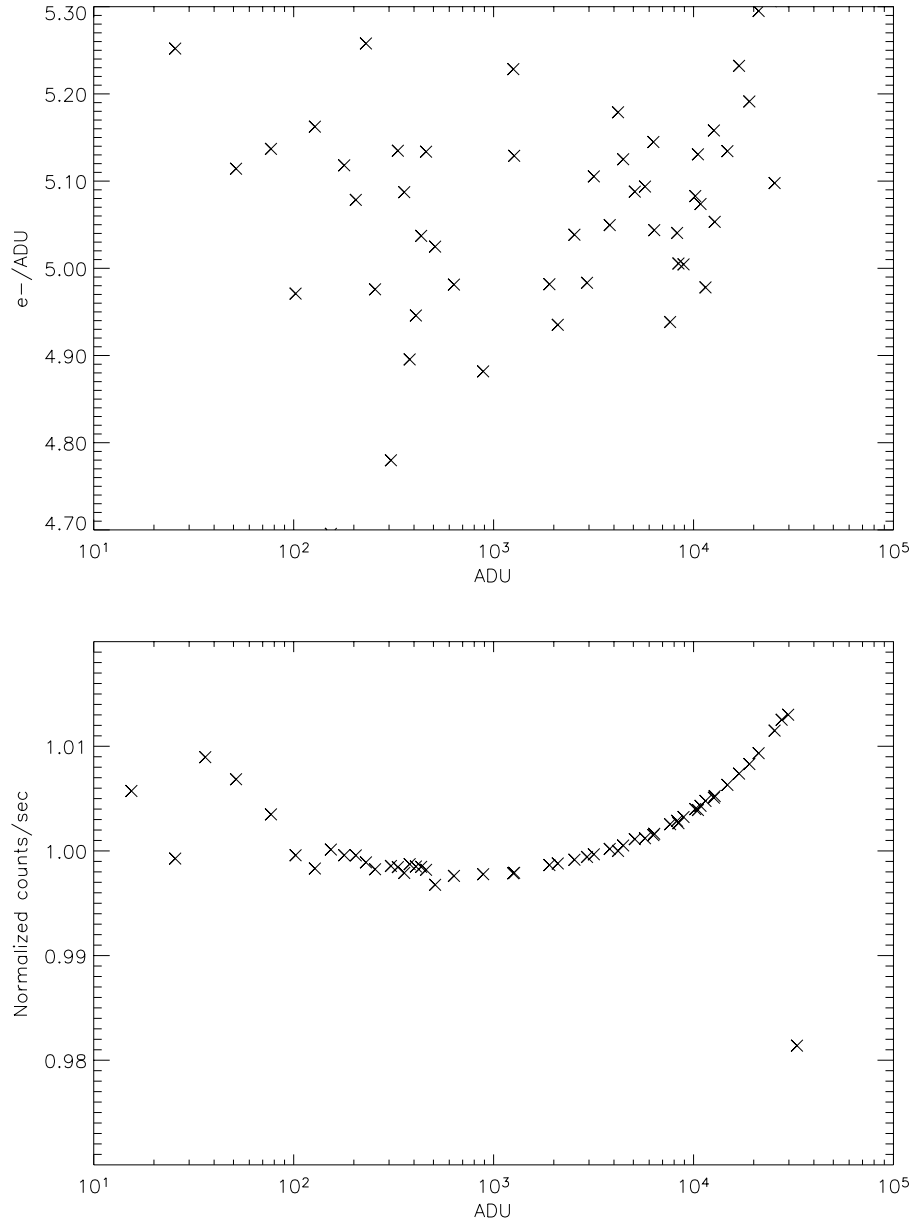 5.30
5.20
5.10
5.00
4.90
4.80
4.70
e-/ADU
10¹ 10² 10³ 10⁴ 10⁵
ADU
1.01
1.00
0.99
0.98
Normalized counts/sec
10¹ 10² 10³ 10⁴ 10⁵
ADU